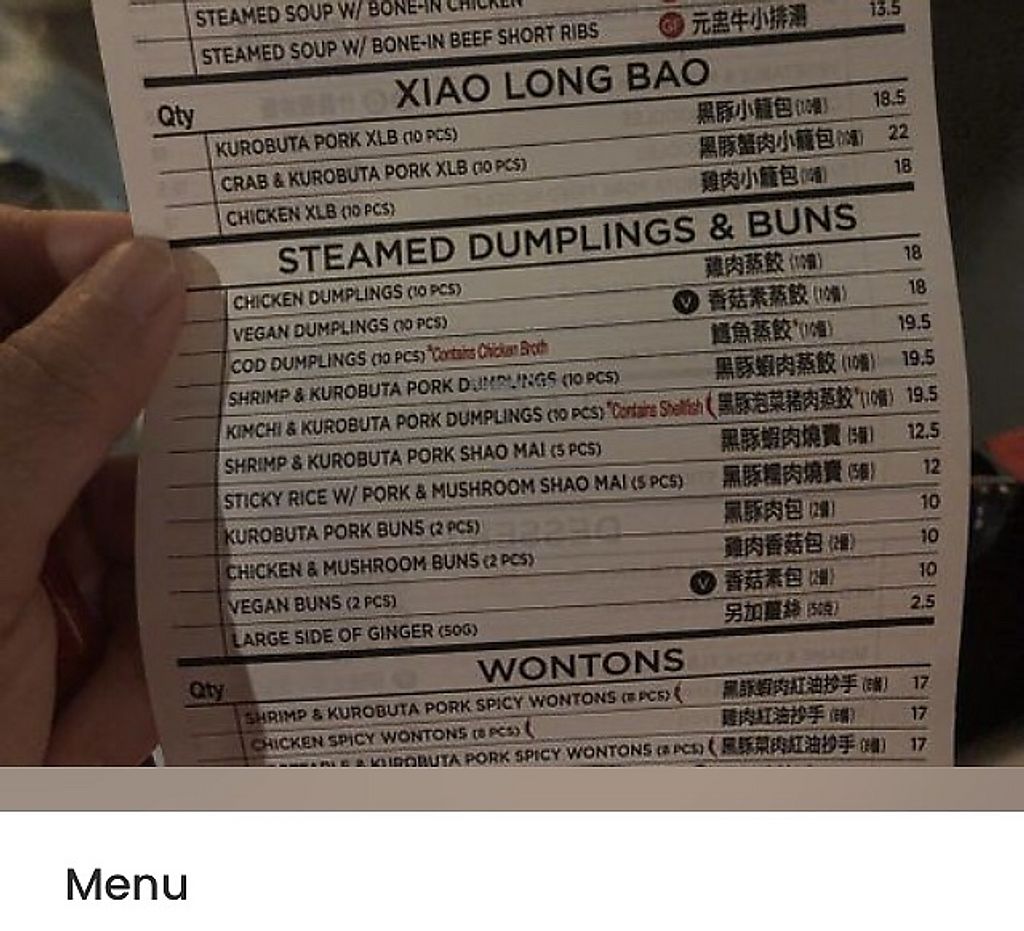 STEAMED SOUP W/ BONE-IN CHICKEN
STEAMED SOUP W/ BONE-IN BEEF SHORT RIBS GF 元盅牛小排湯 13.5
XIAO LONG BAO
Qty
KUROBUTA PORK XLB (10 PCS) 黑豚小籠包 (10個) 18.5
CRAB & KUROBUTA PORK XLB (10 PCS) 黑豚蟹肉小籠包 (10個) 22
CHICKEN XLB (10 PCS) 雞肉小籠包 (10個) 18
STEAMED DUMPLINGS & BUNS
CHICKEN DUMPLINGS (10 PCS) 雞肉蒸餃 (10個) 18
VEGAN DUMPLINGS (10 PCS) V 香菇素蒸餃 (10個) 18
COD DUMPLINGS (10 PCS) *Contains Chicken Broth 鱈魚蒸餃*(10個) 19.5
SHRIMP & KUROBUTA PORK DUMPLINGS (10 PCS) 黑豚蝦肉蒸餃 (10個) 19.5
KIMCHI & KUROBUTA PORK DUMPLINGS (10 PCS) *Contains Shellfish 黑豚泡菜豬肉蒸餃*(10個) 19.5
SHRIMP & KUROBUTA PORK SHAO MAI (5 PCS) 黑豚蝦肉燒賣 (5個) 12.5
STICKY RICE W/ PORK & MUSHROOM SHAO MAI (5 PCS) 黑豚糯肉燒賣 (5個) 12
KUROBUTA PORK BUNS (2 PCS) 黑豚肉包 (2個) 10
CHICKEN & MUSHROOM BUNS (2 PCS) 雞肉香菇包 (2個) 10
VEGAN BUNS (2 PCS) V 香菇素包 (2個) 10
LARGE SIDE OF GINGER (50G) 另加薑絲 (50克) 2.5
WONTONS
Qty
SHRIMP & KUROBUTA PORK SPICY WONTONS (8 PCS) 黑豚蝦肉紅油抄手 (8個) 17
CHICKEN SPICY WONTONS (8 PCS) 雞肉紅油抄手 (8個) 17
VEGETABLE & KUROBUTA PORK SPICY WONTONS (8 PCS) 黑豚菜肉紅油抄手 (8個) 17
Menu